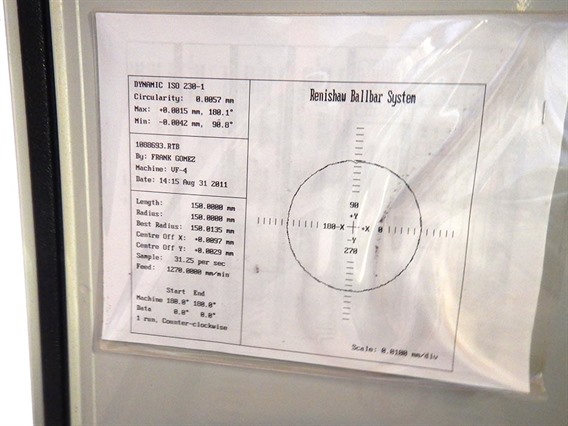 DYNAMIC ISO 230-1
Circularity: 0.0057 mm
Max: +0.0015 mm, 180.1°
Min: -0.0042 mm, 90.8°
1088693.RTB
By: FRANK GOMEZ
Machine: VF-4
Date: 14:15 Aug 31 2011
Length: 150.0000 mm
Radius: 150.0000 mm
Best Radius: 150.0135 mm
Centre Off X: +0.0097 mm
Centre Off Y: +0.0029 mm
Sample: 31.25 per sec
Feed: 1270.0000 mm/min
Start End
Machine 180.0° 180.0°
Data 0.0° 0.0°
1 run, Counter-clockwise
Renishaw Ballbar System
90
+Y
180-X +X 0
-Y
270
Scale: 0.0100 mm/div